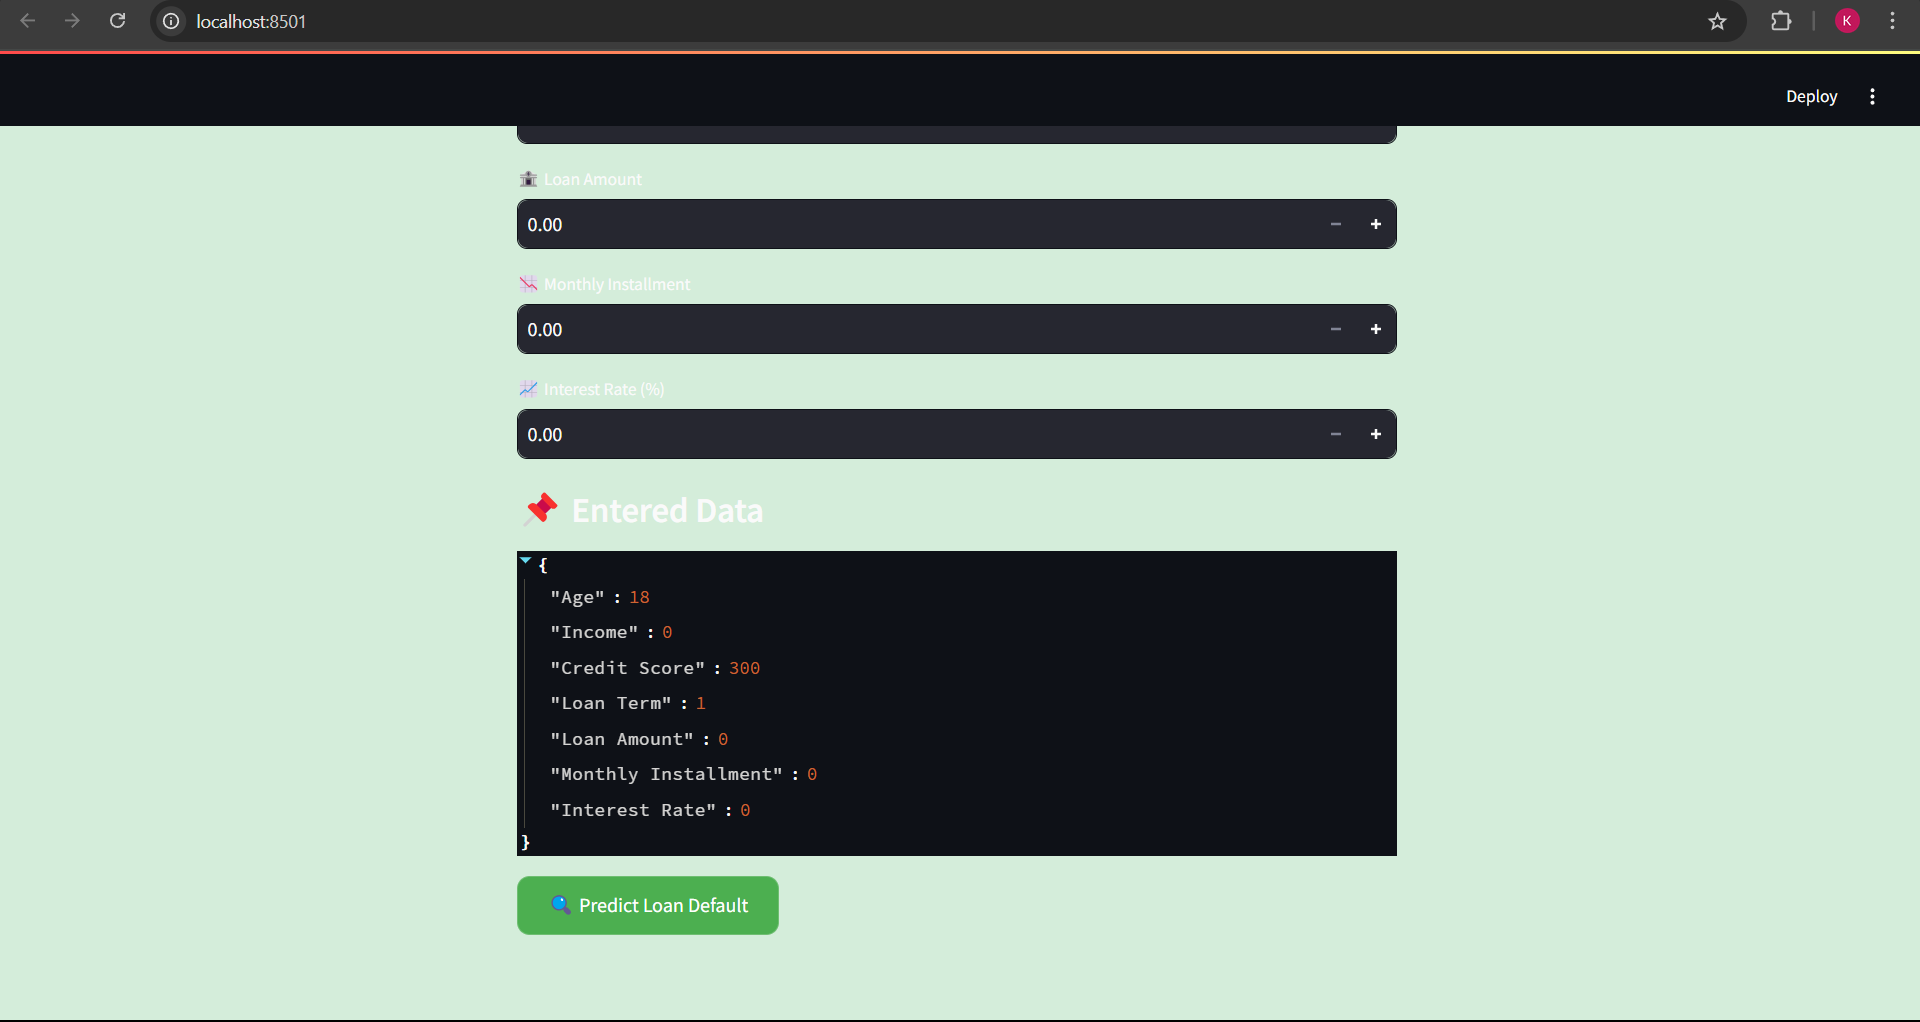 localhost:8501
K
Deploy
Loan Amount
0.00
Monthly Installment
0.00
Interest Rate (%)
0.00
Entered Data
{
"Age" : 18
"Income" : 0
"Credit Score" : 300
"Loan Term" : 1
"Loan Amount" : 0
"Monthly Installment" : 0
"Interest Rate" : 0
}
Predict Loan Default